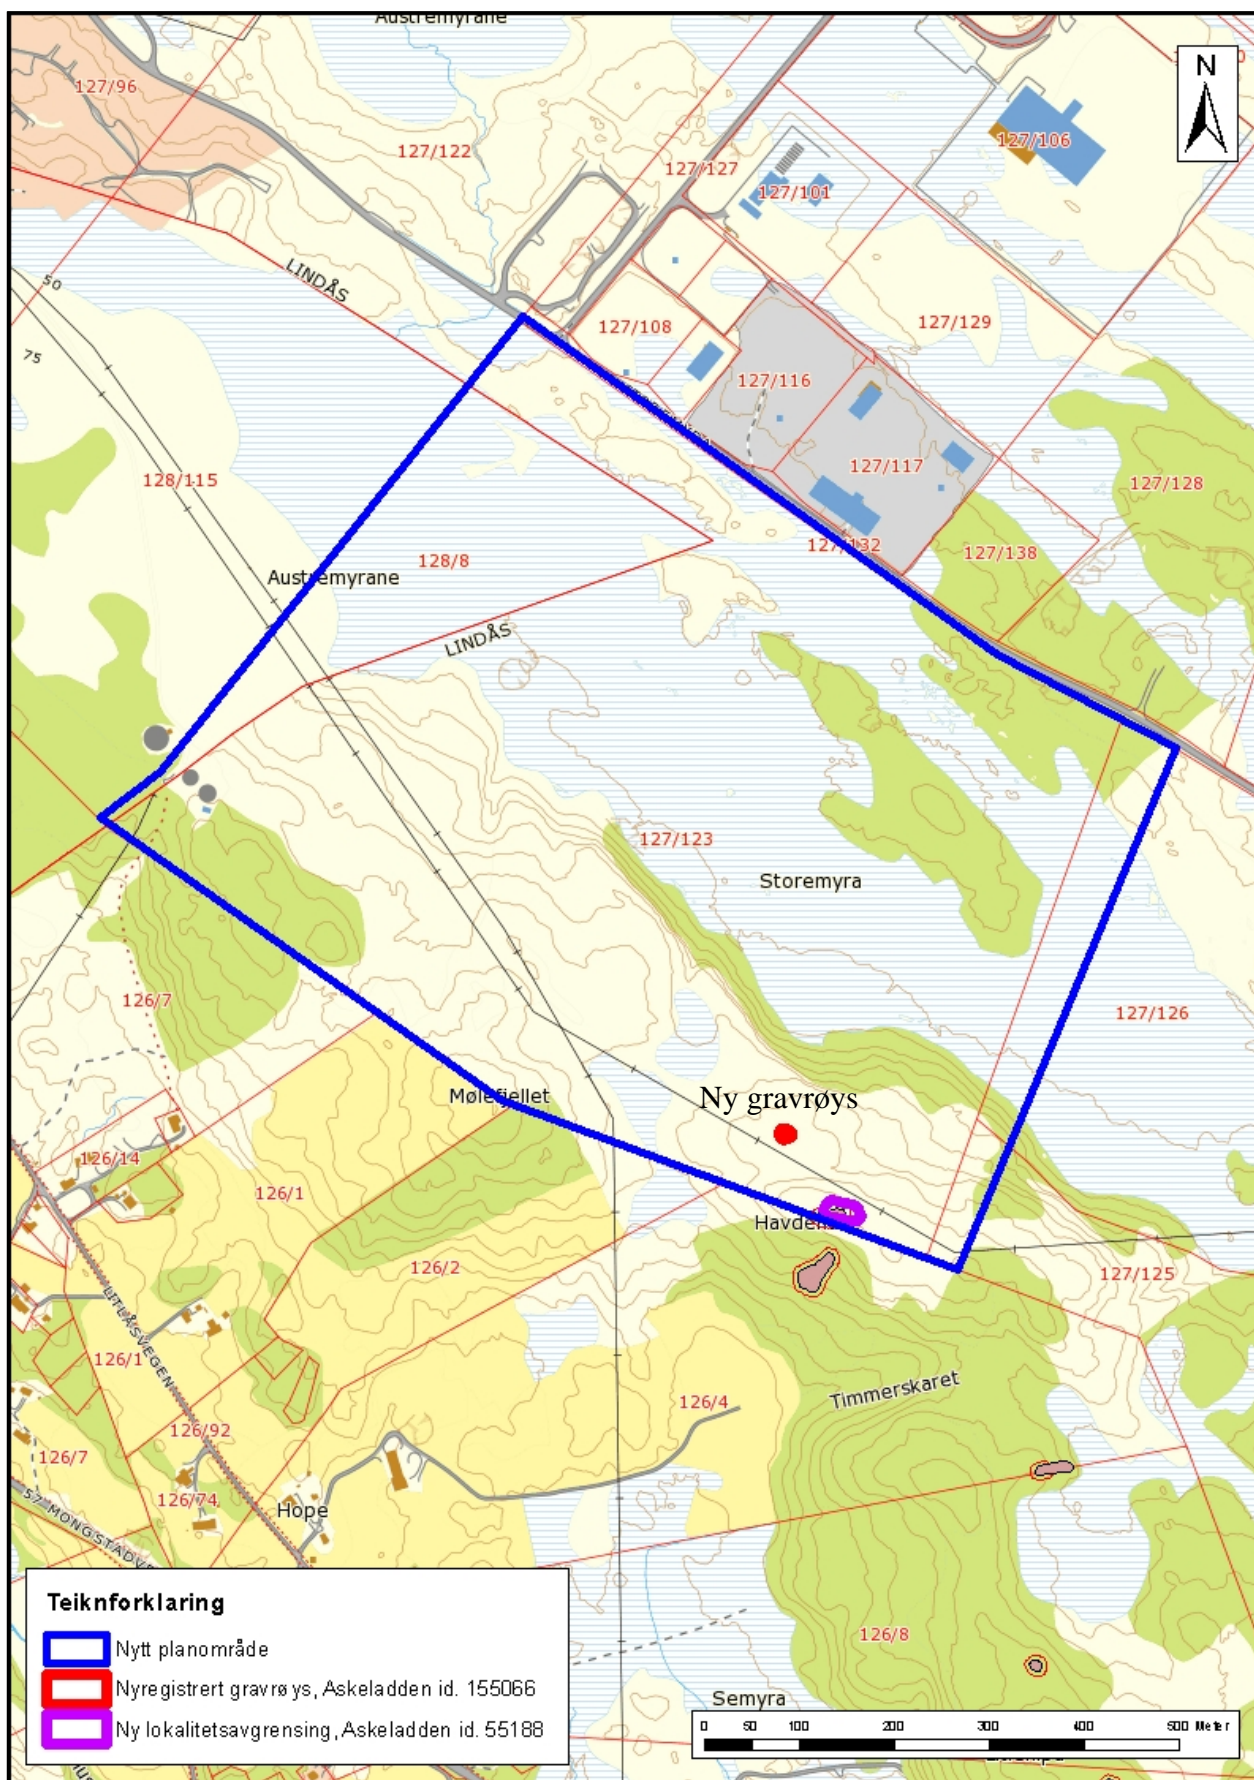 Austremyrane
N
127/96
127/122
127/127
127/101
127/106
LINDÅS
50
75
127/108
127/129
127/116
127/117
127/128
128/115
127/132
127/138
128/8
Austremyrane
LINDÅS
127/123
Storemyra
126/7
127/126
Mølefjellet
Ny gravrøys
126/14
126/1
126/2
127/125
LITLÅSVEGEN
126/1
126/4
Timmerskaret
126/92
126/7
126/74
Hope
57 MONGSTADV
126/8
Semyra
Teiknforklaring
Nytt planområde
Nyregistrert gravrøys, Askeladden id. 155066
Ny lokalitetsavgrensing, Askeladden id. 55188
0 50 100 200 300 400 500 Meter